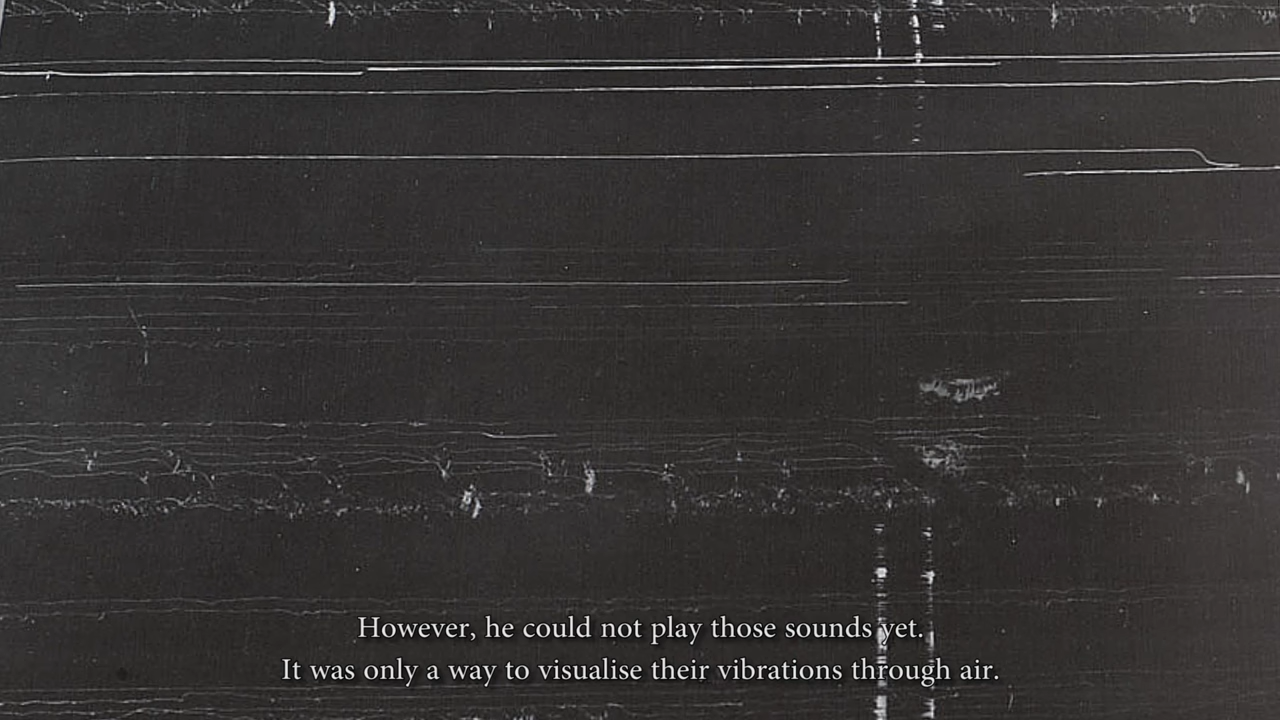 However, he could not play those sounds yet.
It was only a way to visualise their vibrations through air.